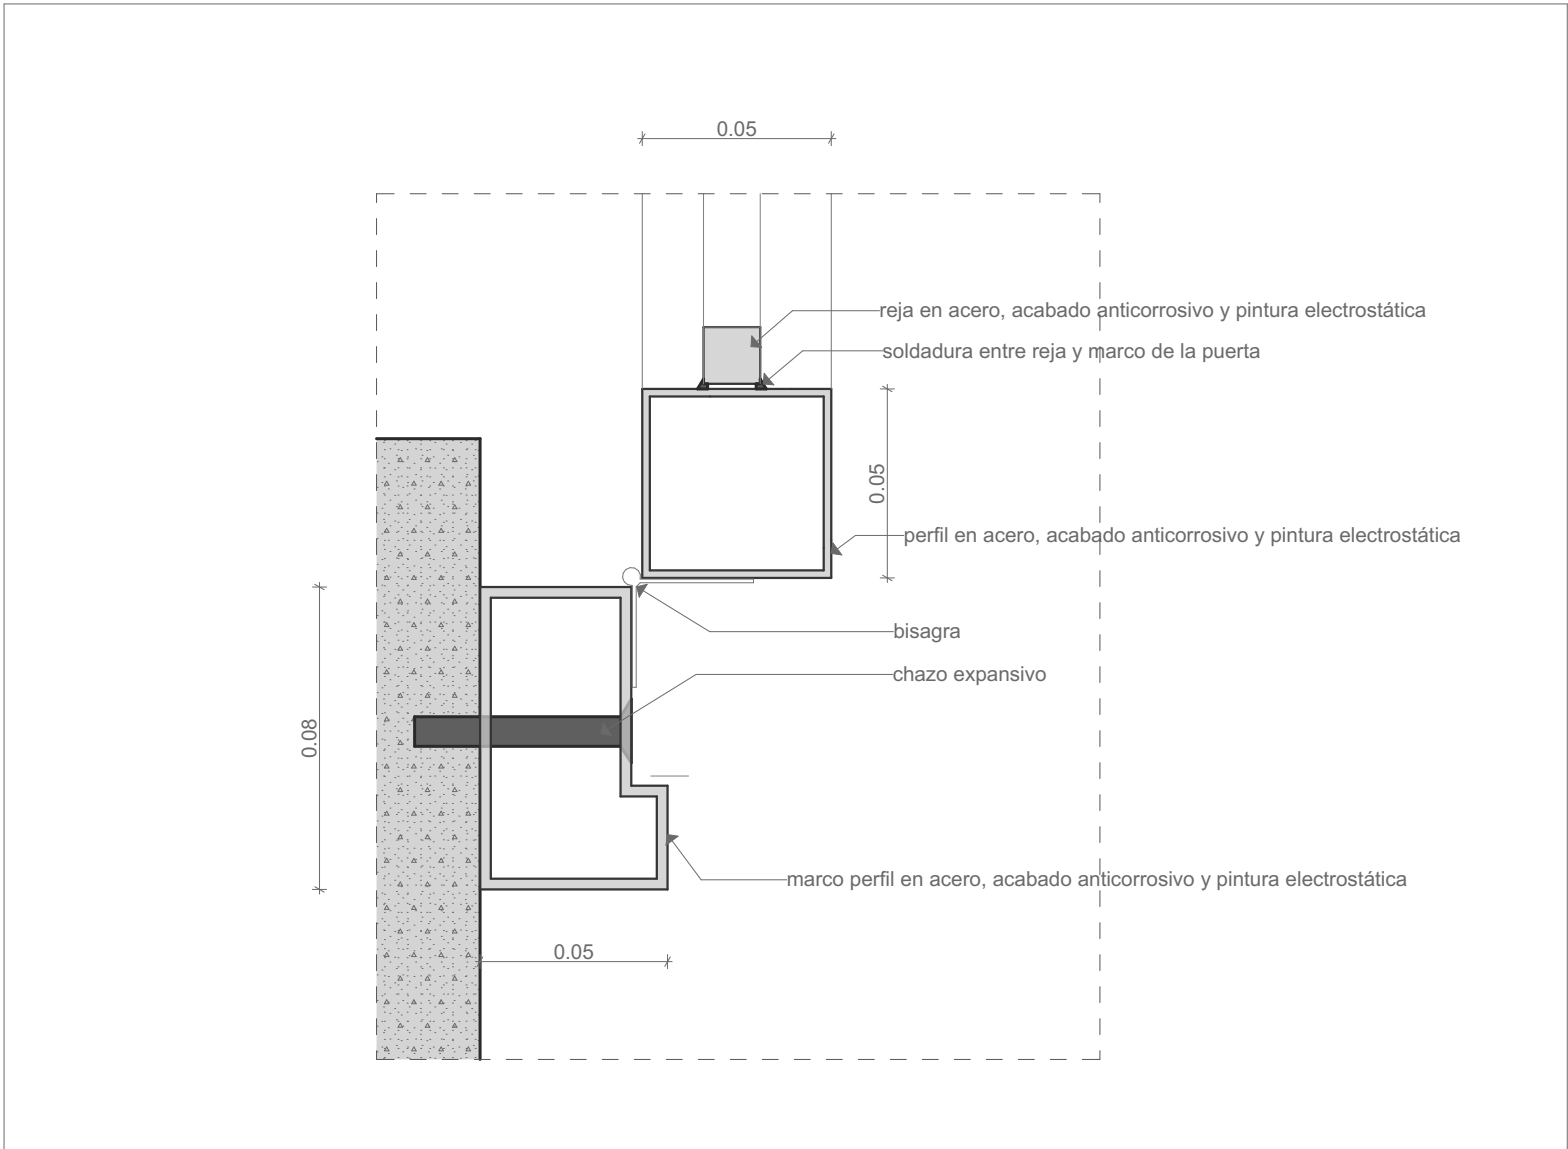 0.05
reja en acero, acabado anticorrosivo y pintura electrostática
soldadura entre reja y marco de la puerta
0.05
perfil en acero, acabado anticorrosivo y pintura electrostática
bisagra
chazo expansivo
0.08
marco perfil en acero, acabado anticorrosivo y pintura electrostática
0.05